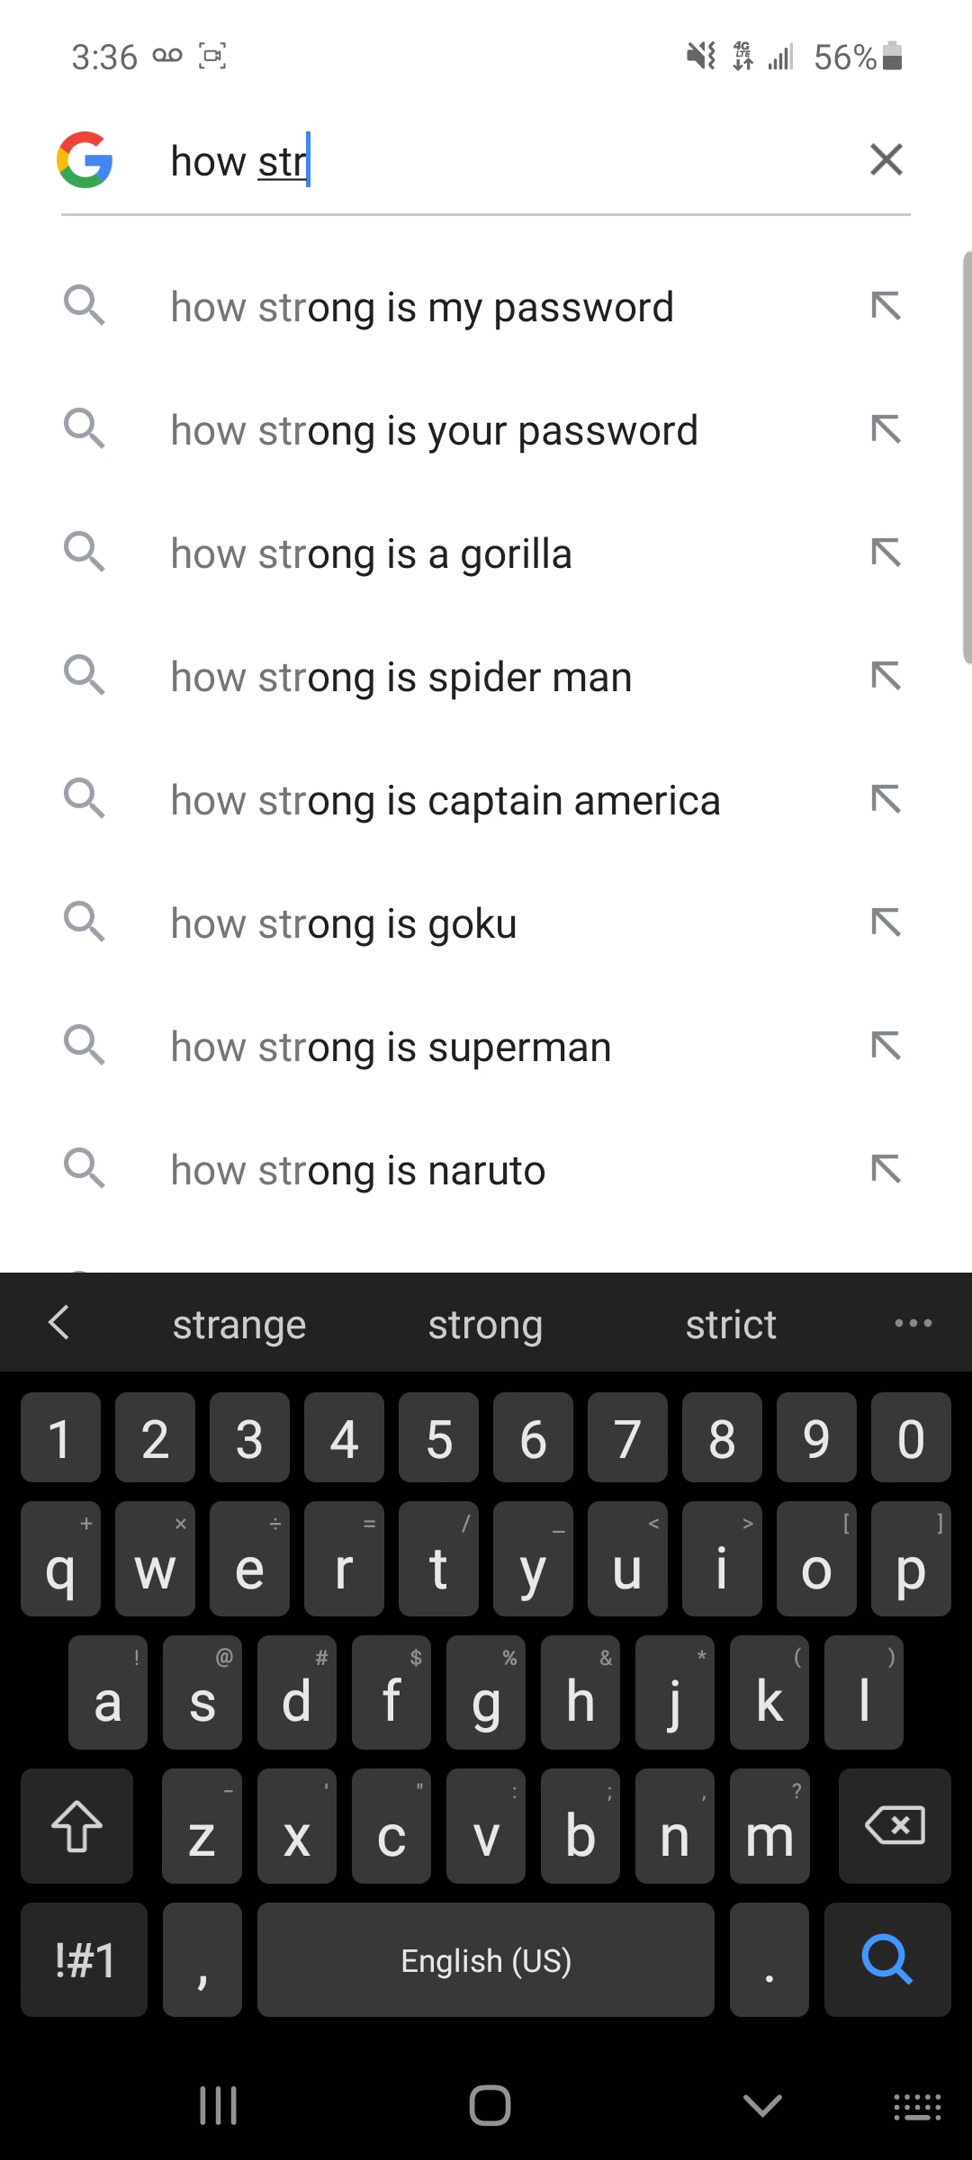 3:36 4G LTE 56%
how str
how strong is my password
how strong is your password
how strong is a gorilla
how strong is spider man
how strong is captain america
how strong is goku
how strong is superman
how strong is naruto
strange strong strict ...
1 2 3 4 5 6 7 8 9 0
+ × ÷ = / _ < > [ ]
q w e r t y u i o p
! @ # $ % & * ( )
a s d f g h j k l
- ' " : ; , ?
z x c v b n m
!#1 , English (US) .